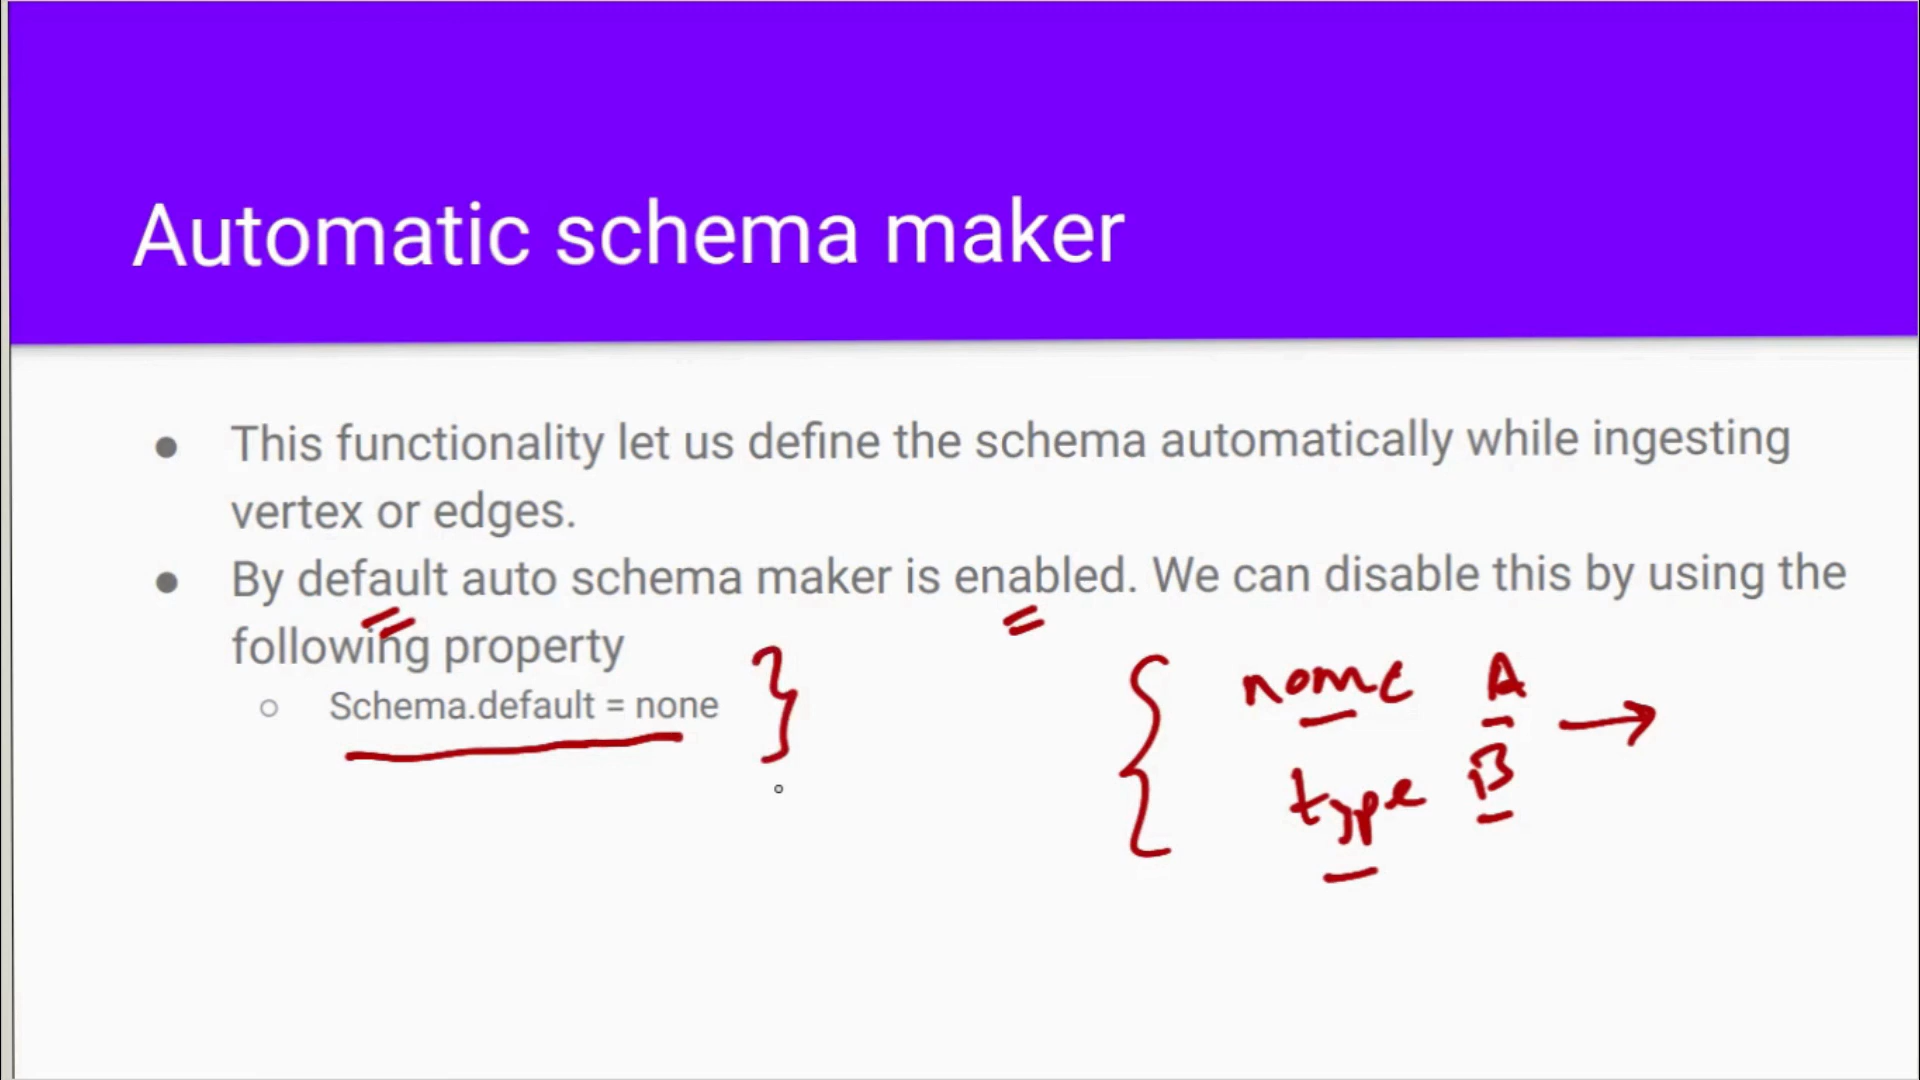 Automatic schema maker
This functionality let us define the schema automatically while ingesting
vertex or edges.
By default auto schema maker is enabled. We can disable this by using the
following property
Schema.default = none
name A
type B